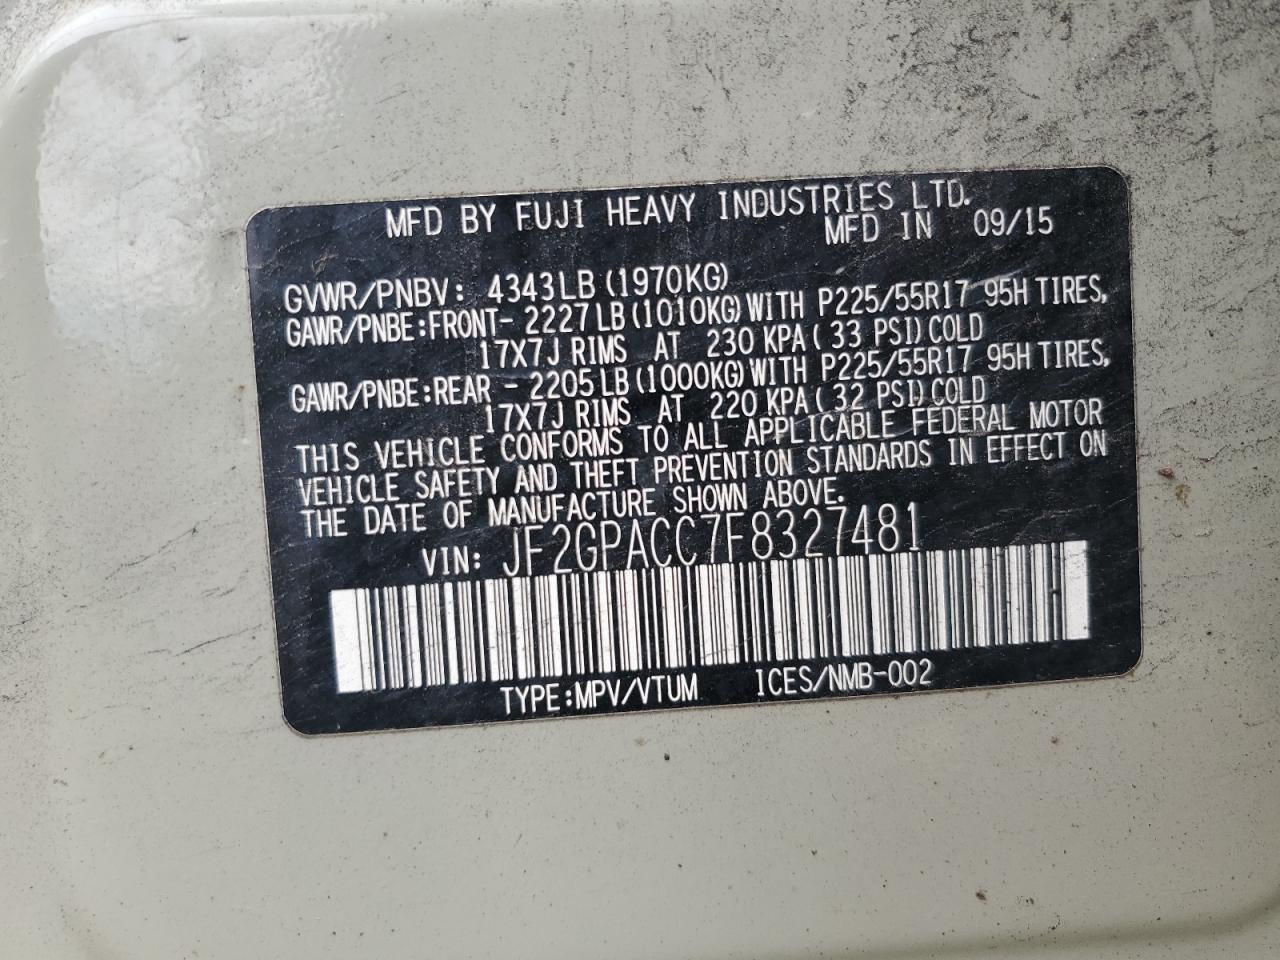 MFD BY FUJI HEAVY INDUSTRIES LTD.
MFD IN 09/15
GVWR/PNBV: 4343LB (1970KG)
GAWR/PNBE:FRONT- 2227LB (1010KG) WITH P225/55R17 95H TIRES,
17X7J RIMS AT 230 KPA ( 33 PSI) COLD
GAWR/PNBE:REAR - 2205LB (1000KG) WITH P225/55R17 95H TIRES,
17X7J RIMS AT 220 KPA ( 32 PSI) COLD
THIS VEHICLE CONFORMS TO ALL APPLICABLE FEDERAL MOTOR
VEHICLE SAFETY AND THEFT PREVENTION STANDARDS IN EFFECT ON
THE DATE OF MANUFACTURE SHOWN ABOVE.
VIN: JF2GPACC7F8327481
TYPE:MPV/VTUM ICES/NMB-002